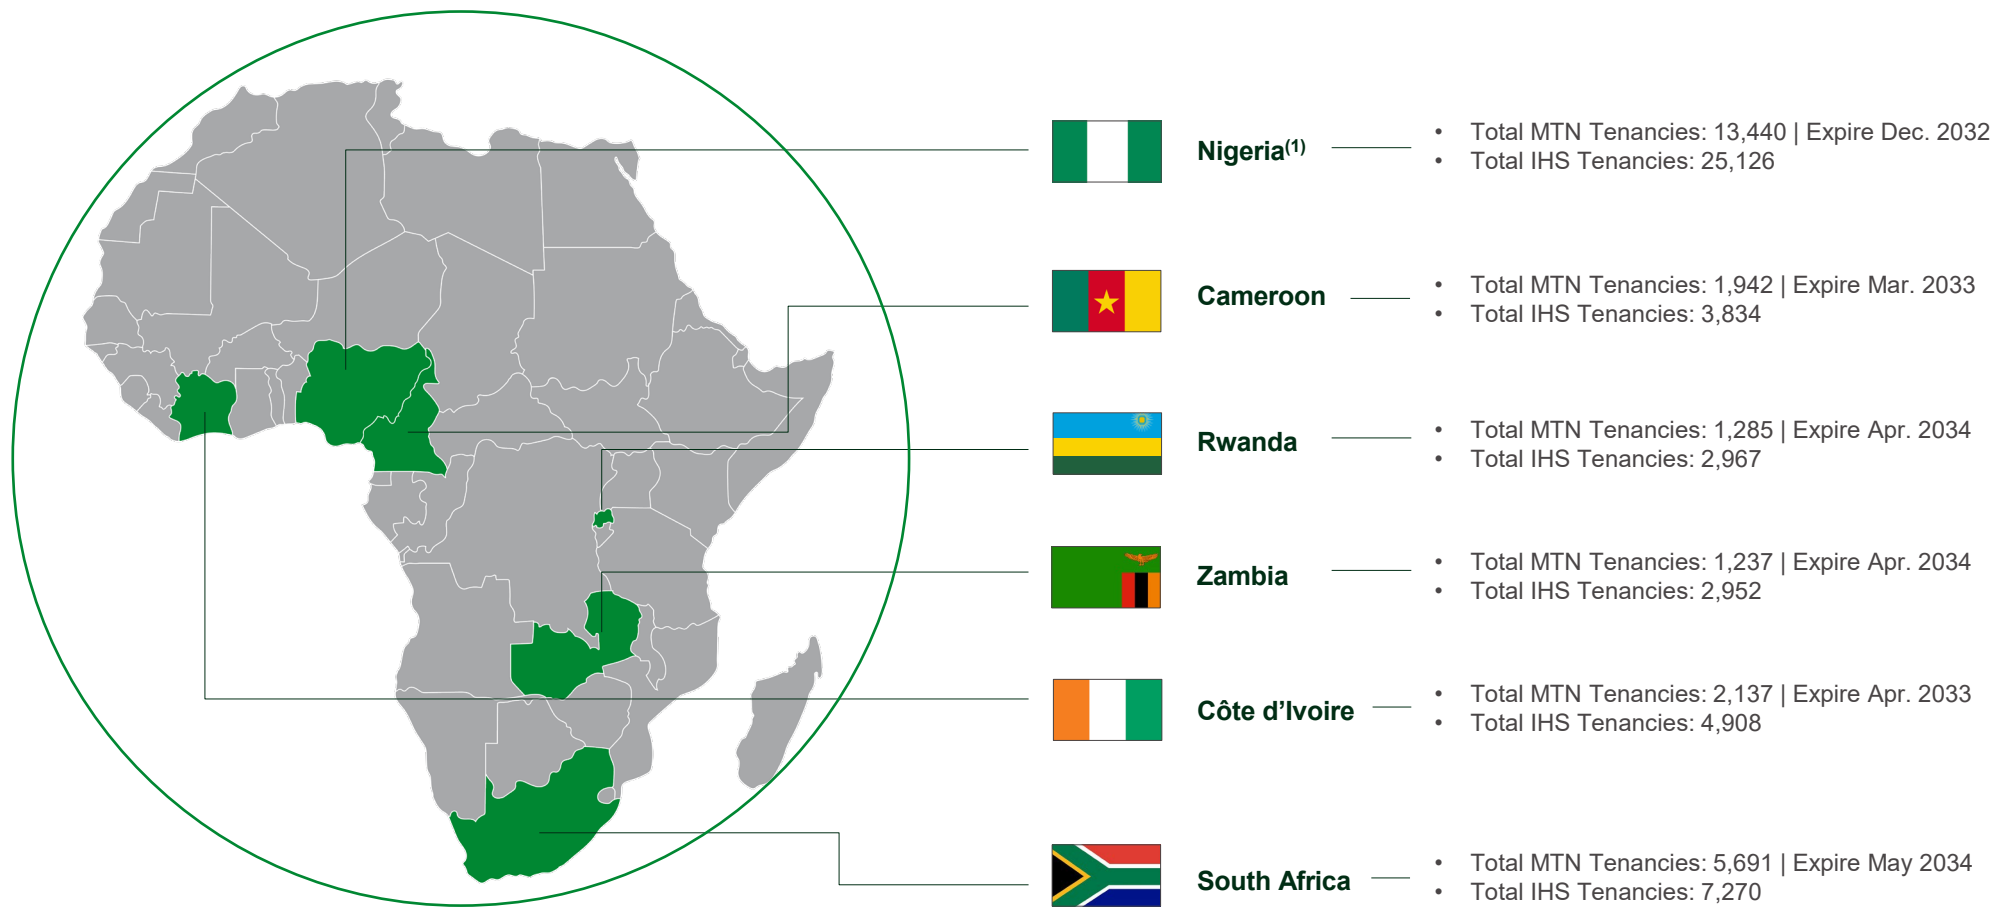 Nigeria(1)
• Total MTN Tenancies: 13,440 | Expire Dec. 2032
• Total IHS Tenancies: 25,126
Cameroon
• Total MTN Tenancies: 1,942 | Expire Mar. 2033
• Total IHS Tenancies: 3,834
Rwanda
• Total MTN Tenancies: 1,285 | Expire Apr. 2034
• Total IHS Tenancies: 2,967
Zambia
• Total MTN Tenancies: 1,237 | Expire Apr. 2034
• Total IHS Tenancies: 2,952
Côte d’Ivoire
• Total MTN Tenancies: 2,137 | Expire Apr. 2033
• Total IHS Tenancies: 4,908
South Africa
• Total MTN Tenancies: 5,691 | Expire May 2034
• Total IHS Tenancies: 7,270